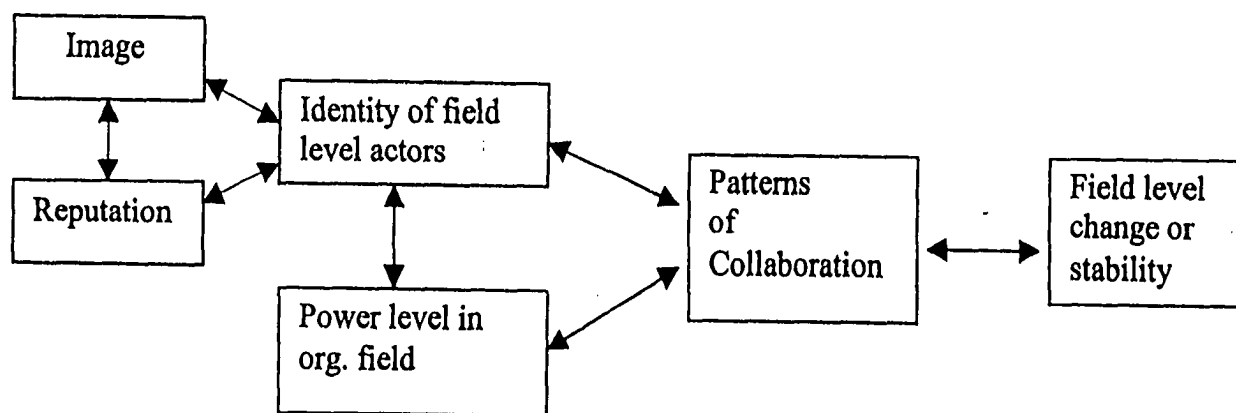 Image
Reputation
Identity of field
level actors
Power level in
org. field
Patterns
of
Collaboration
Field level
change or
stability